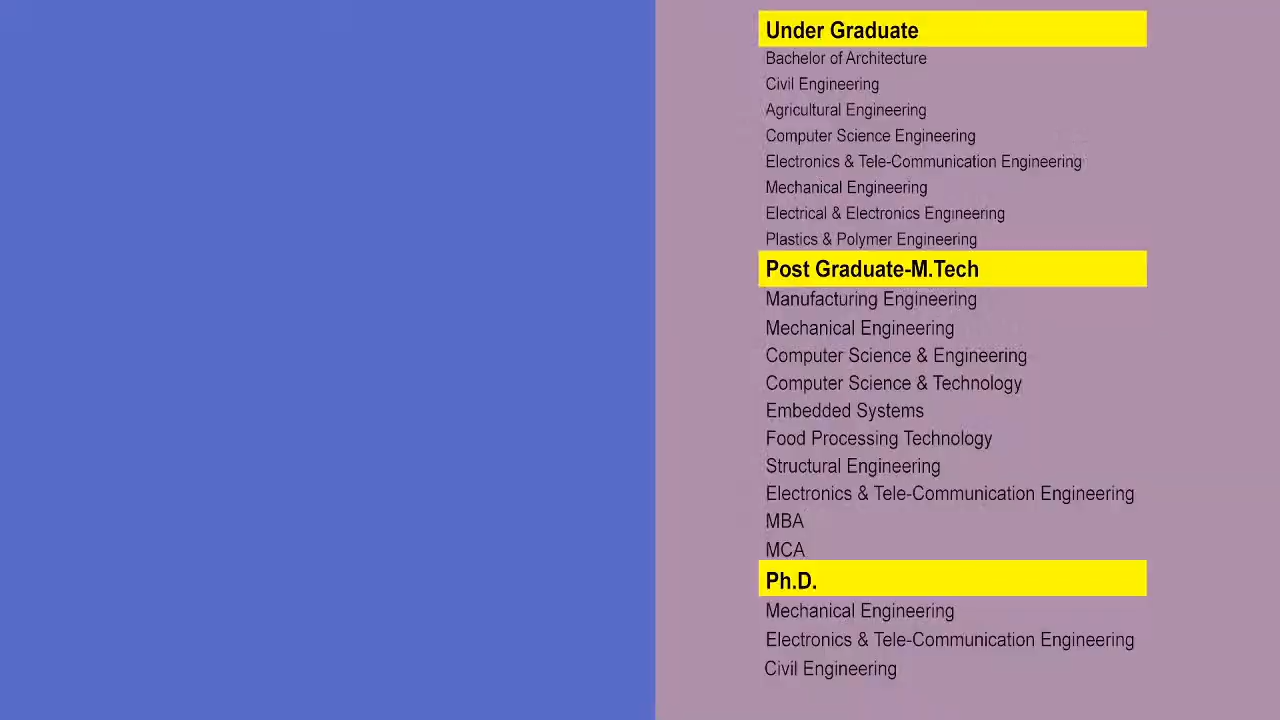 Under Graduate
Bachelor of Architecture
Civil Engineering
Agricultural Engineering
Computer Science Engineering
Electronics & Tele-Communication Engineering
Mechanical Engineering
Electrical & Electronics Engineering
Plastics & Polymer Engineering
Post Graduate-M.Tech
Manufacturing Engineering
Mechanical Engineering
Computer Science & Engineering
Computer Science & Technology
Embedded Systems
Food Processing Technology
Structural Engineering
Electronics & Tele-Communication Engineering
MBA
MCA
Ph.D.
Mechanical Engineering
Electronics & Tele-Communication Engineering
Civil Engineering